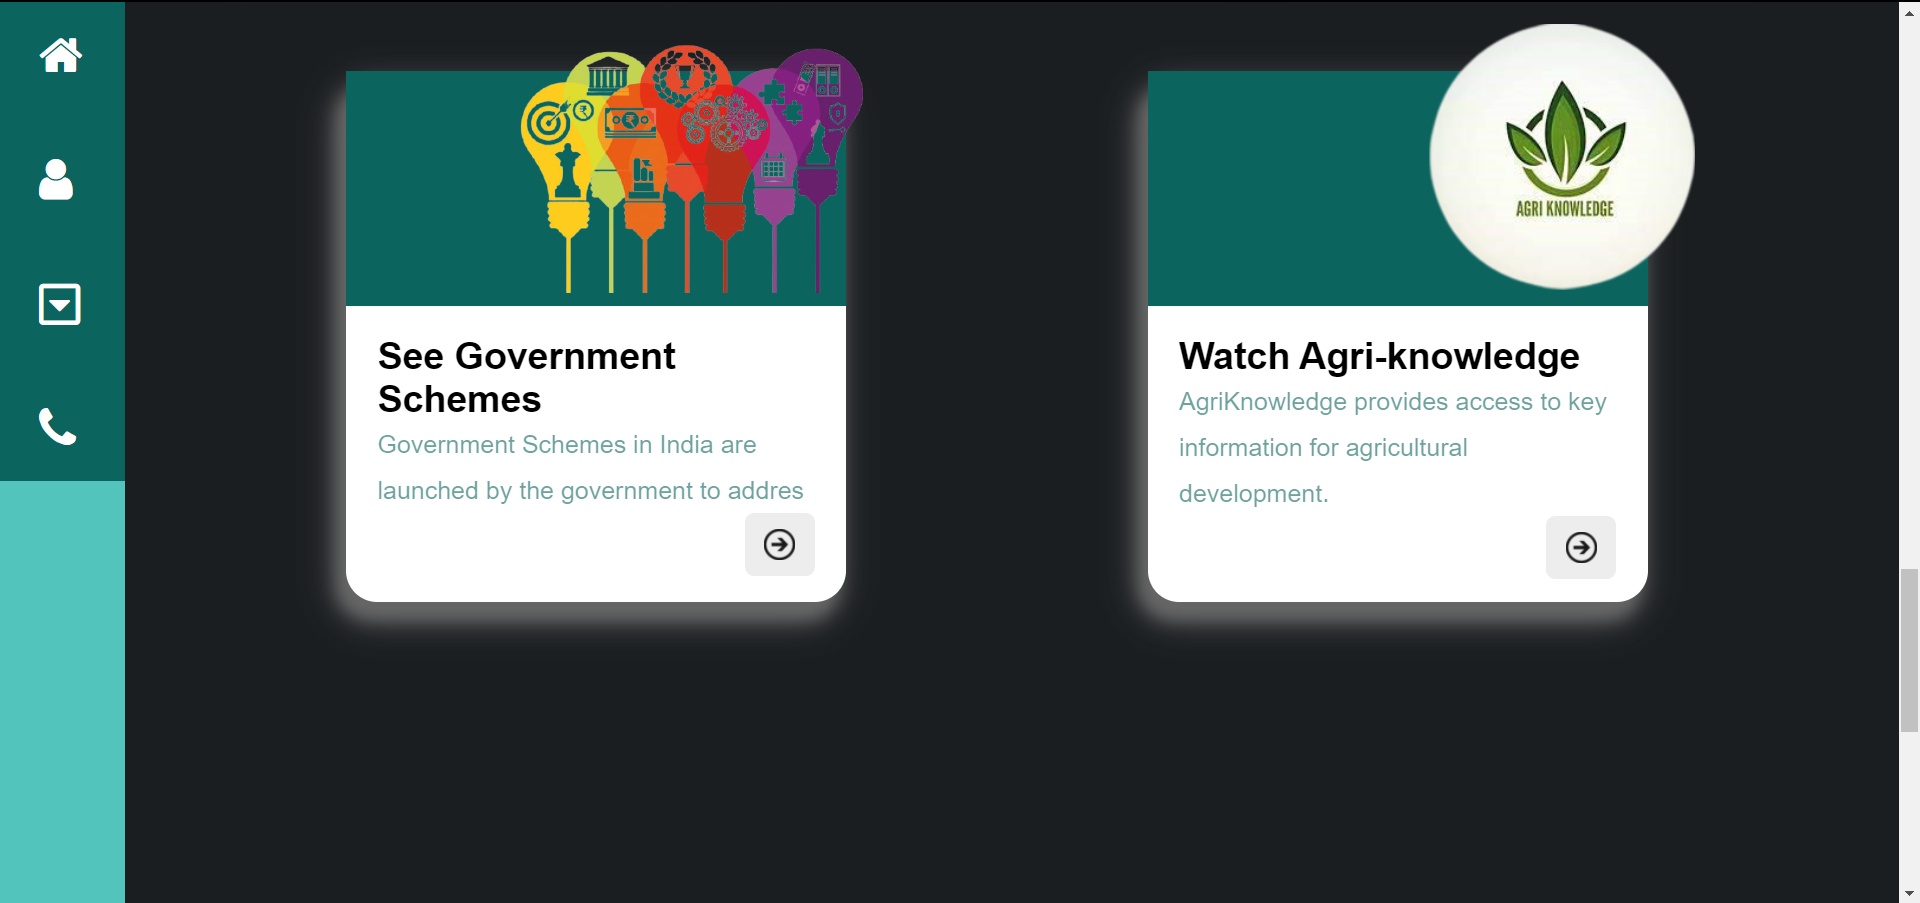 See Government
Schemes
Government Schemes in India are
launched by the government to addres
AGRI KNOWLEDGE
Watch Agri-knowledge
AgriKnowledge provides access to key
information for agricultural
development.